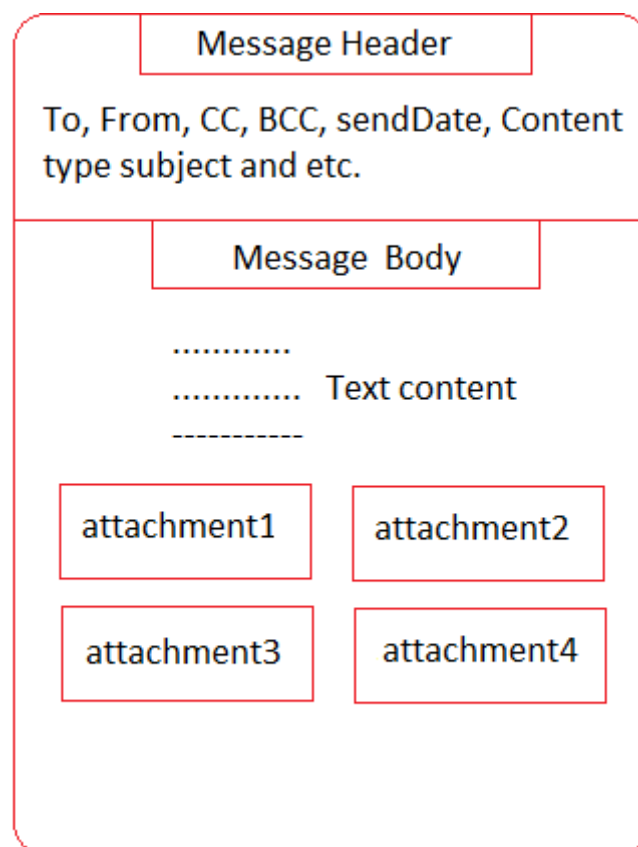 Message Header
To, From, CC, BCC, sendDate, Content
type subject and etc.
Message Body
............
............. Text content
-----------
attachment1 attachment2
attachment3 attachment4